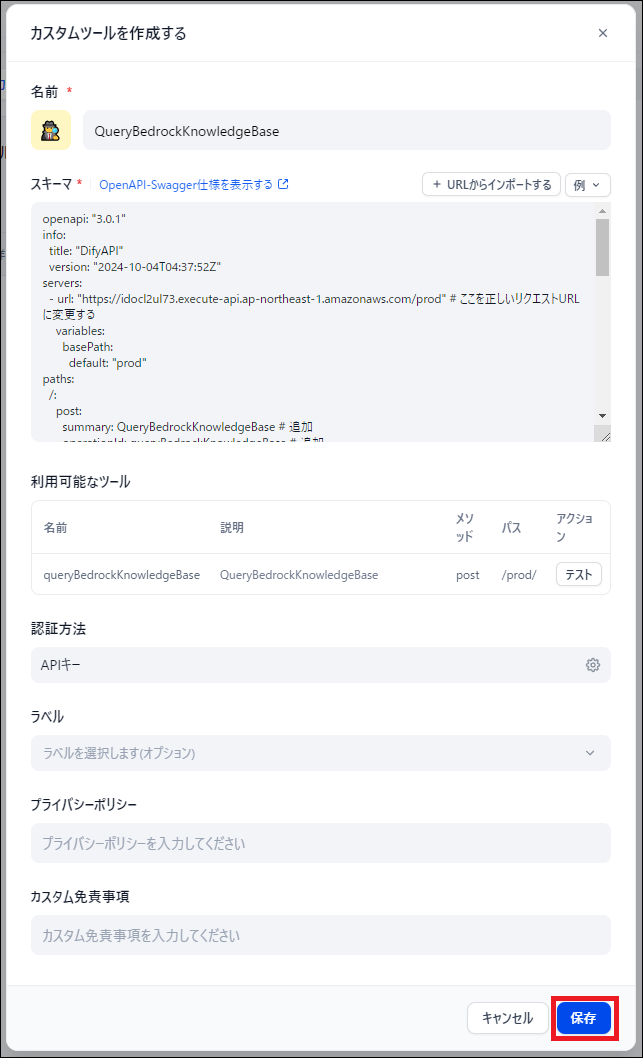 カスタムツールを作成する
名前 *
QueryBedrockKnowledgeBase
スキーマ * OpenAPI-Swagger仕様を表示する + URLからインポートする 例
openapi: "3.0.1"
info:
title: "DifyAPI"
version: "2024-10-04T04:37:52Z"
servers:
- url: "https://idocl2ul73.execute-api.ap-northeast-1.amazonaws.com/prod" # ここを正しいリクエストURL
に変更する
variables:
basePath:
default: "prod"
paths:
/:
post:
summary: QueryBedrockKnowledgeBase # 追加
operationId: queryBedrockKnowledgeBase # 追加
利用可能なツール
名前 説明 メソ
ッド パス アクショ
ン
queryBedrockKnowledgeBase QueryBedrockKnowledgeBase post /prod/ テスト
認証方法
APIキー
ラベル
ラベルを選択します(オプション)
プライバシーポリシー
プライバシーポリシーを入力してください
カスタム免責事項
カスタム免責事項を入力してください
キャンセル 保存